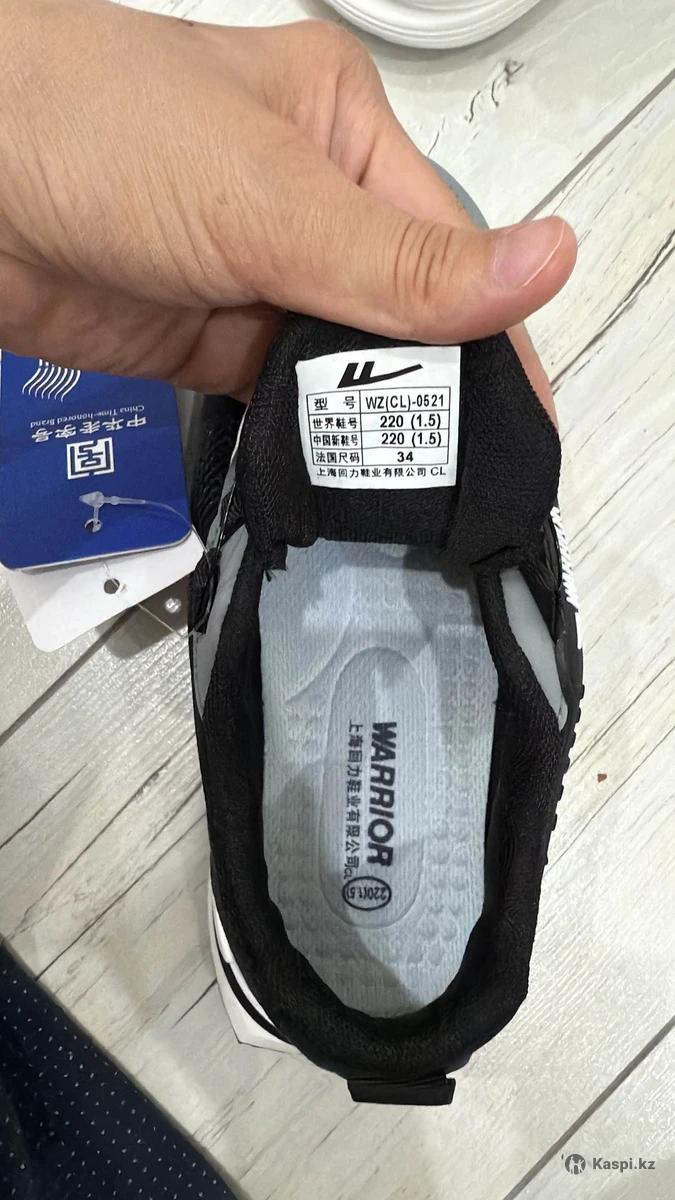 型 号 WZ(CL)-0521
世界鞋号 220 (1.5)
中国新鞋号 220 (1.5)
法国尺码 34
上海回力鞋业有限公司 CL
China Time-honored Brand
中华老字号
WARRIOR
上海回力鞋业有限公司CL
220(1.5)
Kaspi.kz